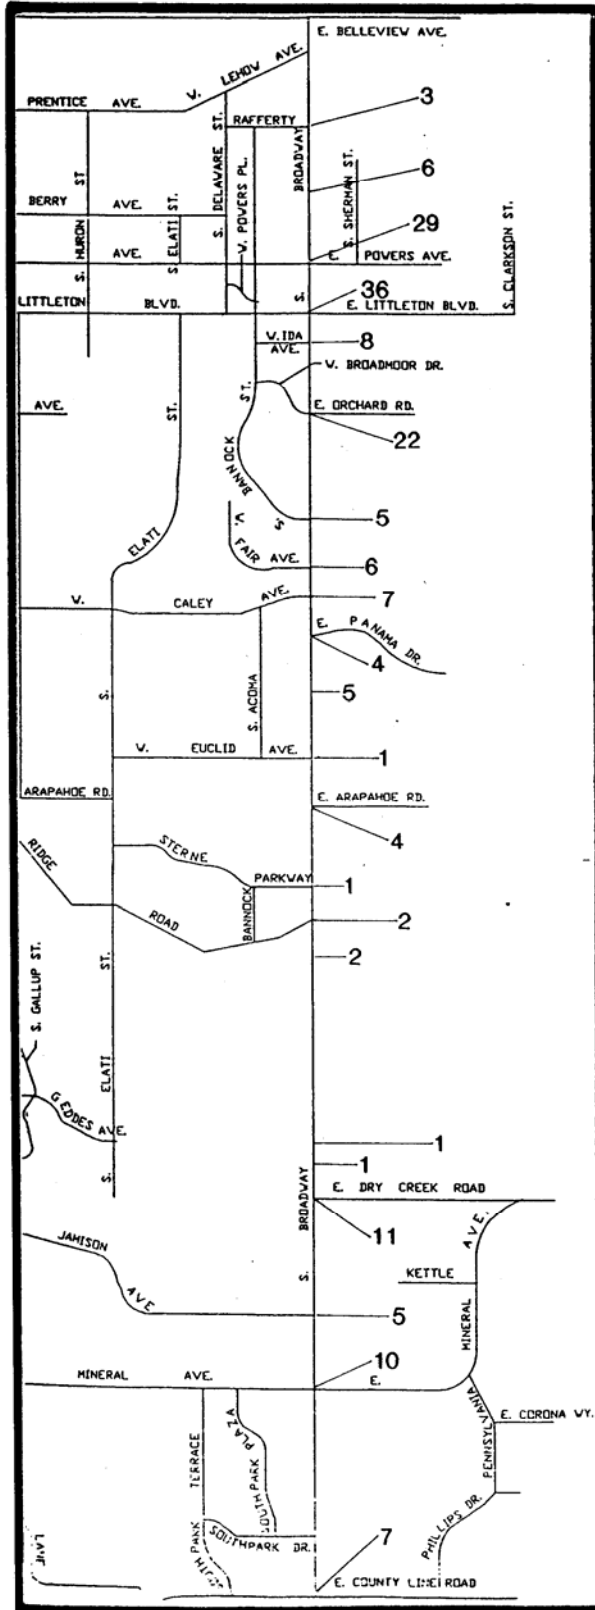 E. BELLEVIEW AVE.
W. LEHOW AVE.
PRENTICE AVE.
RAFFERTY
3
S. DELAWARE ST.
W. POWERS PL.
BROADWAY
S. HURON ST
S. ELATI ST.
6
S. SHERMAN ST.
S. CLARKSON ST.
BERRY AVE.
29
AVE.
E. POWERS AVE.
S.
36
LITTLETON BLVD.
E. LITTLETON BLVD.
W. IDA AVE.
8
W. BROADMOOR DR.
AVE.
E. ORCHARD RD.
22
S. BANNOCK ST.
5
S. ELATI ST.
W. FAIR AVE.
6
W. CALEY AVE.
7
E. PANAMA DR.
4
S. ACOMA
5
W. EUCLID AVE.
1
ARAPAHOE RD.
E. ARAPAHOE RD.
4
STERNE PARKWAY
1
RIDGE ROAD
2
BANNOCK
2
S. GALLUP ST.
S. ELATI ST.
GEDDES AVE.
1
1
S. BROADWAY
E. DRY CREEK ROAD
11
JAMISON AVE
KETTLE
MINERAL AVE.
5
10
MINERAL AVE.
E.
PENNSYLVANIA
E. CORONA WY.
SOUTH PARK TERRACE
SOUTHPARK PLAZA
SOUTHPARK DR.
PHILLIPS DR.
7
E. COUNTY LINE ROAD